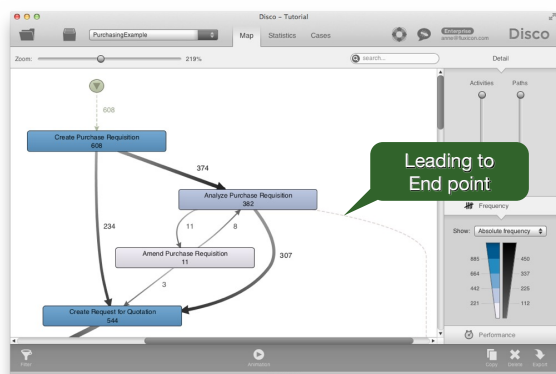 Disco - Tutorial
PurchasingExample
Map
Statistics
Cases
Enterprise
anne@fluxicon.com
Disco
Zoom:
219%
search...
Detail
608
Create Purchase Requisition
608
374
Analyze Purchase Requisition
382
234
11
8
Amend Purchase Requisition
11
307
3
Create Request for Quotation
544
Leading to
End point
Activities
Paths
Frequency
Show:
Absolute frequency
885
450
664
337
442
225
221
112
Performance
Filter
Animation
Copy
Delete
Export